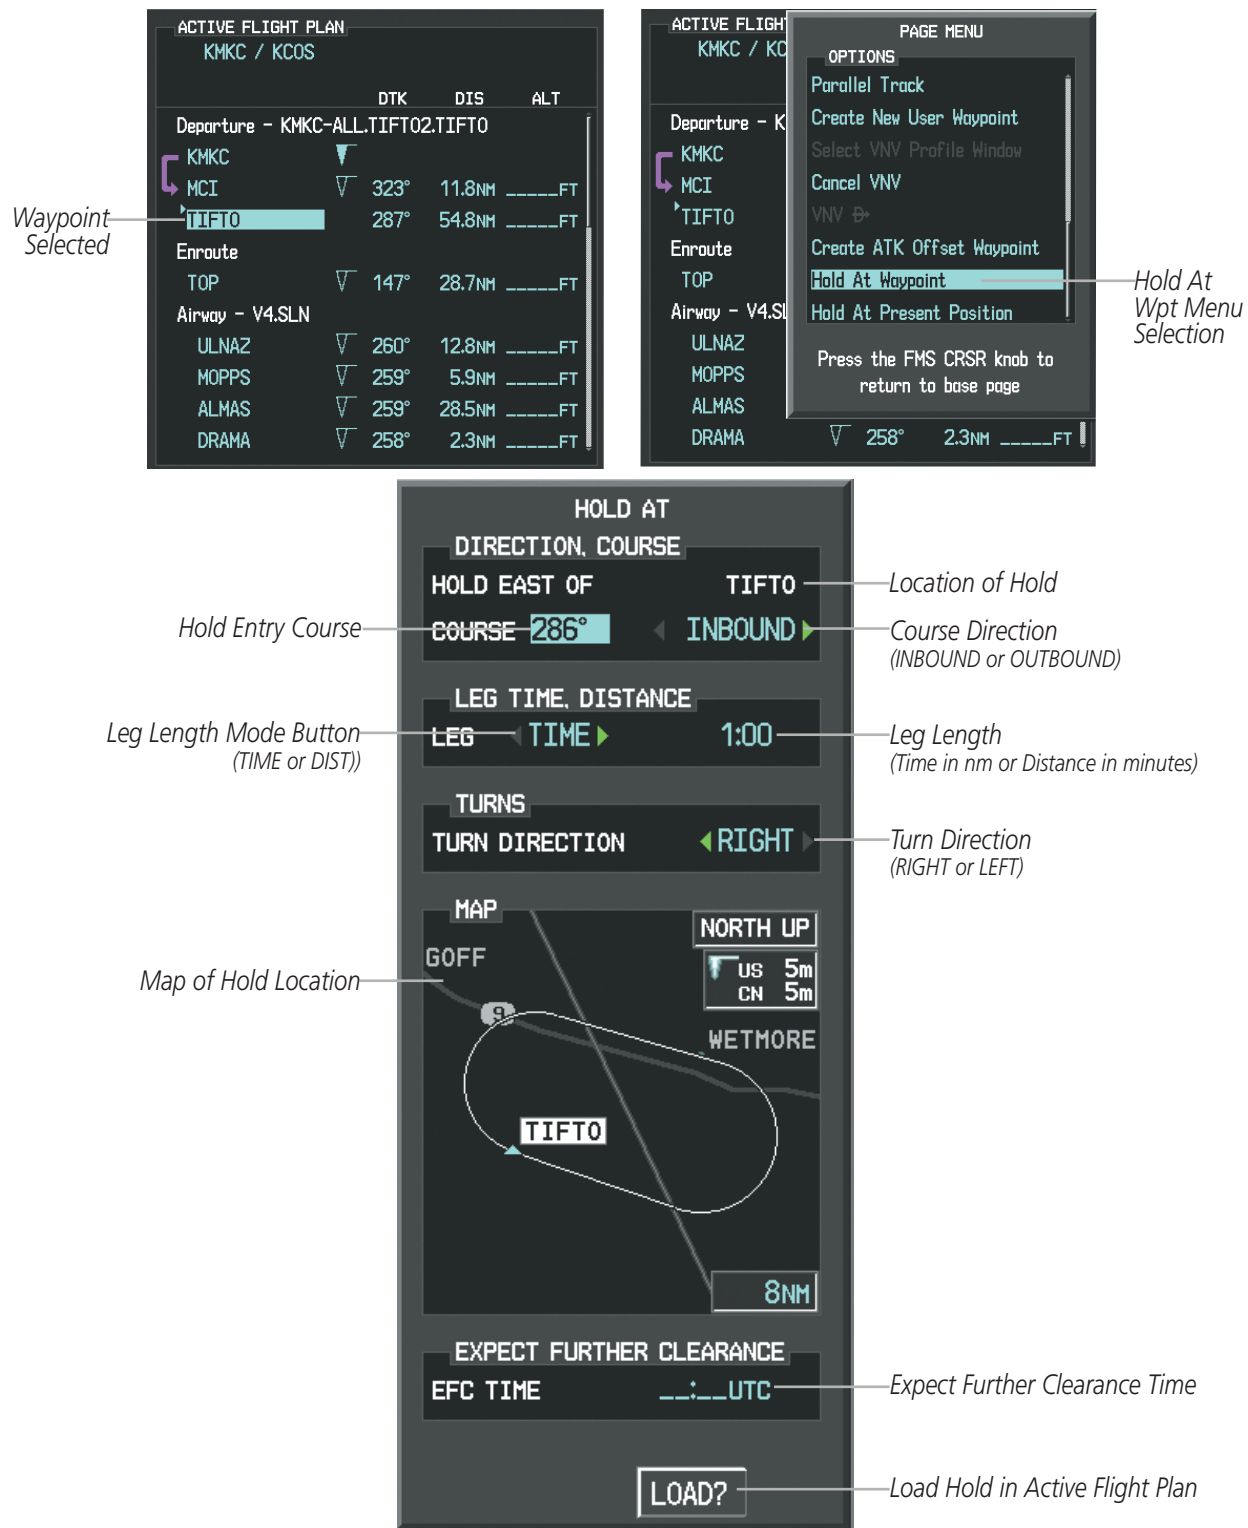 ACTIVE FLIGHT PLAN
KMKC / KCOS
DTK DIS ALT
Departure - KMKC-ALL.TIFTO2.TIFTO
KMKC
MCI 323° 11.8NM _____FT
TIFTO 287° 54.8NM _____FT
Enroute
TOP 147° 28.7NM _____FT
Airway - V4.SLN
ULNAZ 260° 12.8NM _____FT
MOPPS 259° 5.9NM _____FT
ALMAS 259° 28.5NM _____FT
DRAMA 258° 2.3NM _____FT
Waypoint
Selected
ACTIVE FLIGH
KMKC / KC
Departure - K
KMKC
MCI
TIFTO
Enroute
TOP
Airway - V4.SL
ULNAZ
MOPPS
ALMAS
DRAMA 258° 2.3NM _____FT
PAGE MENU
OPTIONS
Parallel Track
Create New User Waypoint
Select VNV Profile Window
Cancel VNV
VNV D
Create ATK Offset Waypoint
Hold At Waypoint
Hold At Present Position
Press the FMS CRSR knob to
return to base page
Hold At
Wpt Menu
Selection
HOLD AT
DIRECTION, COURSE
HOLD EAST OF TIFTO
COURSE 286° INBOUND
Location of Hold
Hold Entry Course
Course Direction
(INBOUND or OUTBOUND)
LEG TIME, DISTANCE
LEG TIME 1:00
Leg Length Mode Button
(TIME or DIST))
Leg Length
(Time in nm or Distance in minutes)
TURNS
TURN DIRECTION RIGHT
Turn Direction
(RIGHT or LEFT)
MAP
NORTH UP
GOFF
US 5m
CN 5m
9
WETMORE
TIFTO
8NM
Map of Hold Location
EXPECT FURTHER CLEARANCE
EFC TIME __:__UTC
Expect Further Clearance Time
LOAD?
Load Hold in Active Flight Plan